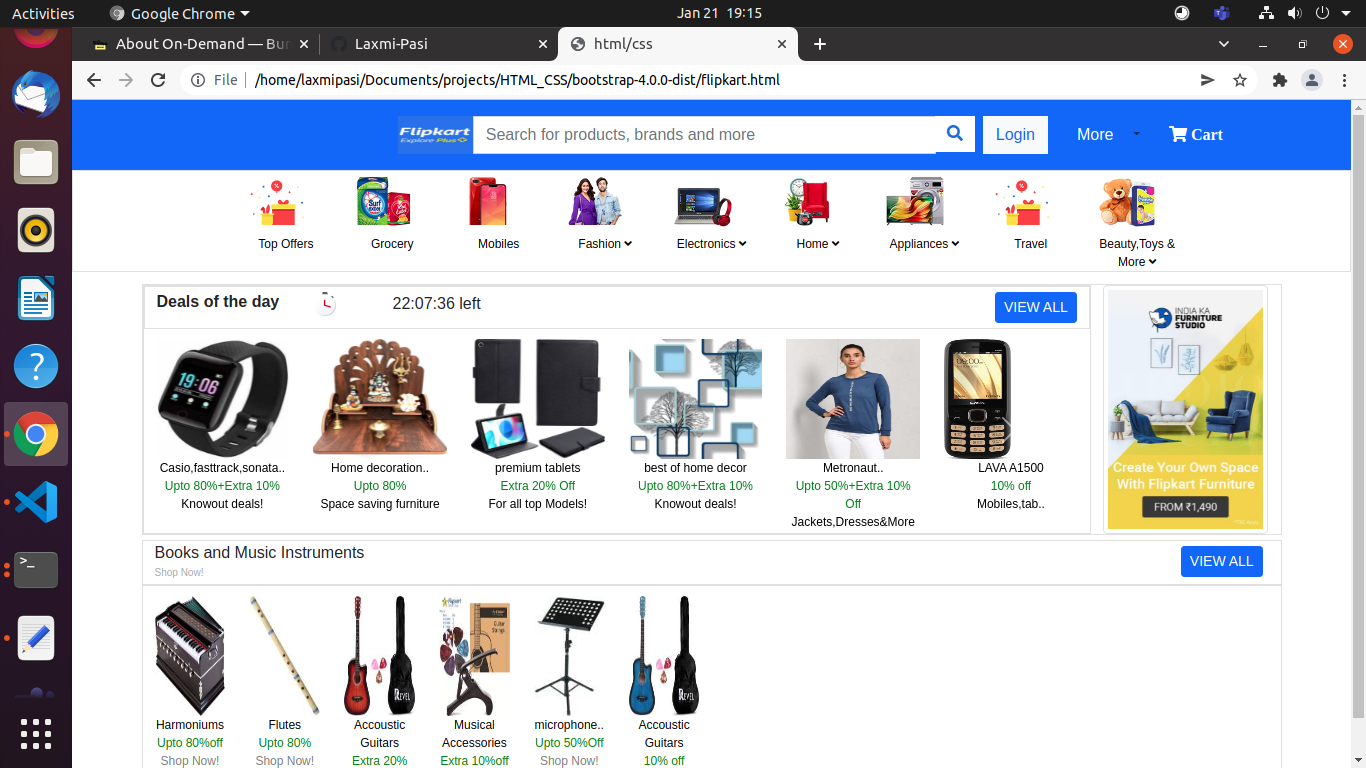 Activities
Google Chrome
Jan 21 19:15
About On-Demand — Bur
Laxmi-Pasi
html/css
File
/home/laxmipasi/Documents/projects/HTML_CSS/bootstrap-4.0.0-dist/flipkart.html
Flipkart
Explore Plus
Search for products, brands and more
Login
More
Cart
Top Offers
Grocery
Mobiles
Fashion
Electronics
Home
Appliances
Travel
Beauty,Toys &
More
Deals of the day
22:07:36 left
VIEW ALL
19:06
Casio,fasttrack,sonata..
Upto 80%+Extra 10%
Knowout deals!
Home decoration..
Upto 80%
Space saving furniture
premium tablets
Extra 20% Off
For all top Models!
best of home decor
Upto 80%+Extra 10%
Knowout deals!
Metronaut..
Upto 50%+Extra 10%
Off
Jackets,Dresses&More
LAVA A1500
10% off
Mobiles,tab..
INDIA KA
FURNITURE
STUDIO
Create Your Own Space
With Flipkart Furniture
FROM ₹1,490
Books and Music Instruments
Shop Now!
VIEW ALL
Harmoniums
Upto 80%off
Shop Now!
Flutes
Upto 80%
Shop Now!
REVEL
Accoustic
Guitars
Extra 20%
Musical
Accessories
Extra 10%off
microphone..
Upto 50%Off
Shop Now!
REVEL
Accoustic
Guitars
10% off